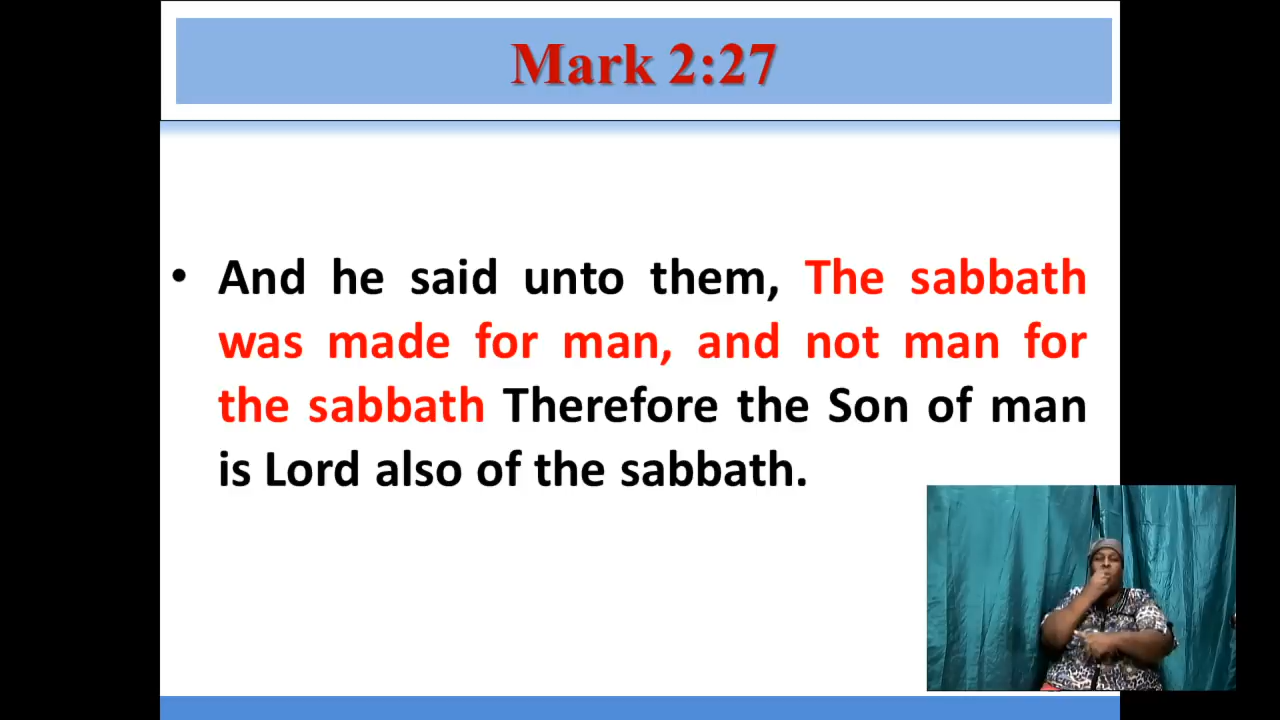 Mark 2:27
• And he said unto them, The sabbath
was made for man, and not man for
the sabbath Therefore the Son of man
is Lord also of the sabbath.